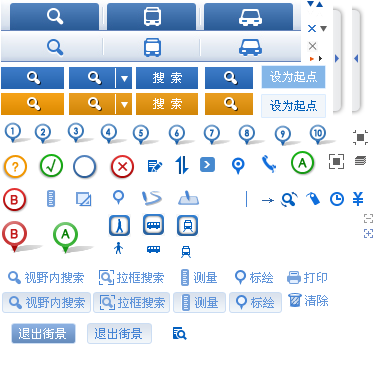 搜 索
设为起点
搜 索
设为起点
1 2 3 4 5 6 7 8 9 10
? A
B ¥
B A
视野内搜索 拉框搜索 测量 标绘 打印
视野内搜索 拉框搜索 测量 标绘 清除
退出街景 退出街景